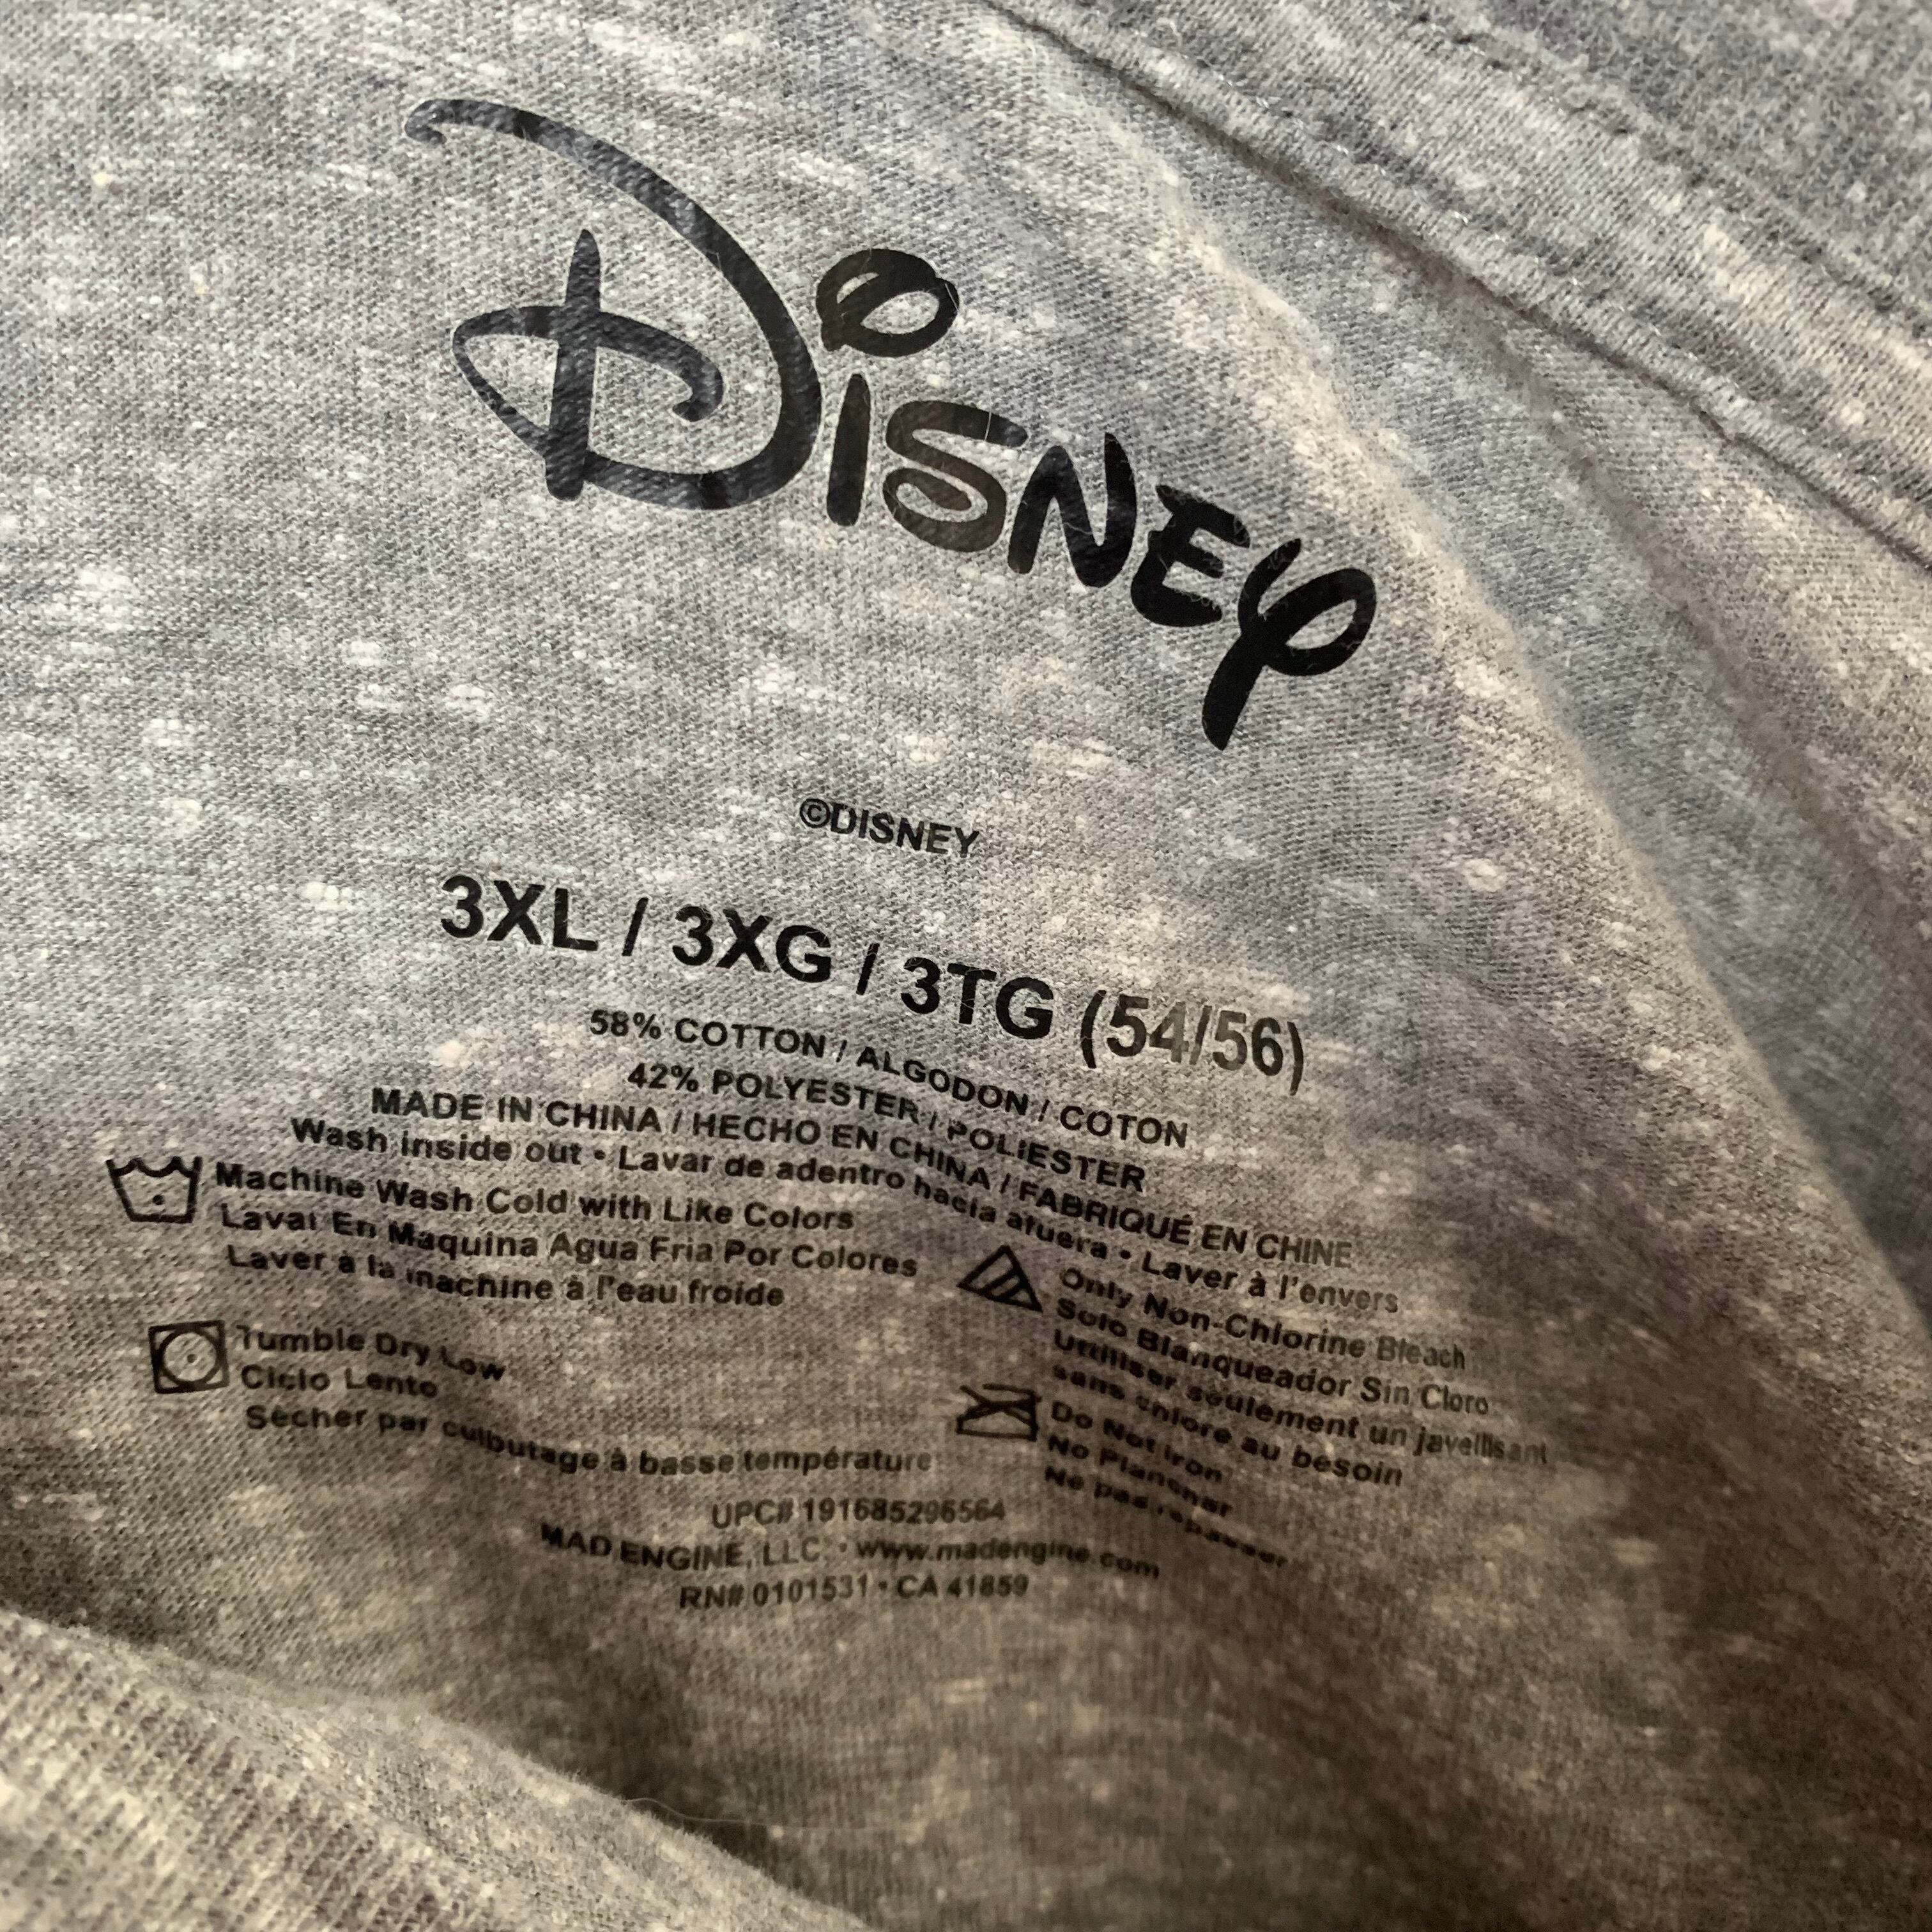 Disney
©DISNEY
3XL / 3XG / 3TG (54/56)
58% COTTON / ALGODON / COTON
42% POLYESTER / POLIESTER
MADE IN CHINA / HECHO EN CHINA / FABRIQUÉ EN CHINE
Wash inside out • Lavar de adentro hacia afuera • Laver à l'envers
Machine Wash Cold with Like Colors
Lavar En Maquina Agua Fria Por Colores
Laver à la machine à l'eau froide
Only Non-Chlorine Bleach
Solo Blanqueador Sin Cloro
Utiliser seulement un javellisant
sans chlore au besoin
Tumble Dry Low
Ciclo Lento
Sécher par culbutage à basse température
Do Not Iron
No Planchar
Ne pas repasser
UPC# 191685296564
MAD ENGINE, LLC. • www.madengine.com
RN# 0101531 • CA 41859